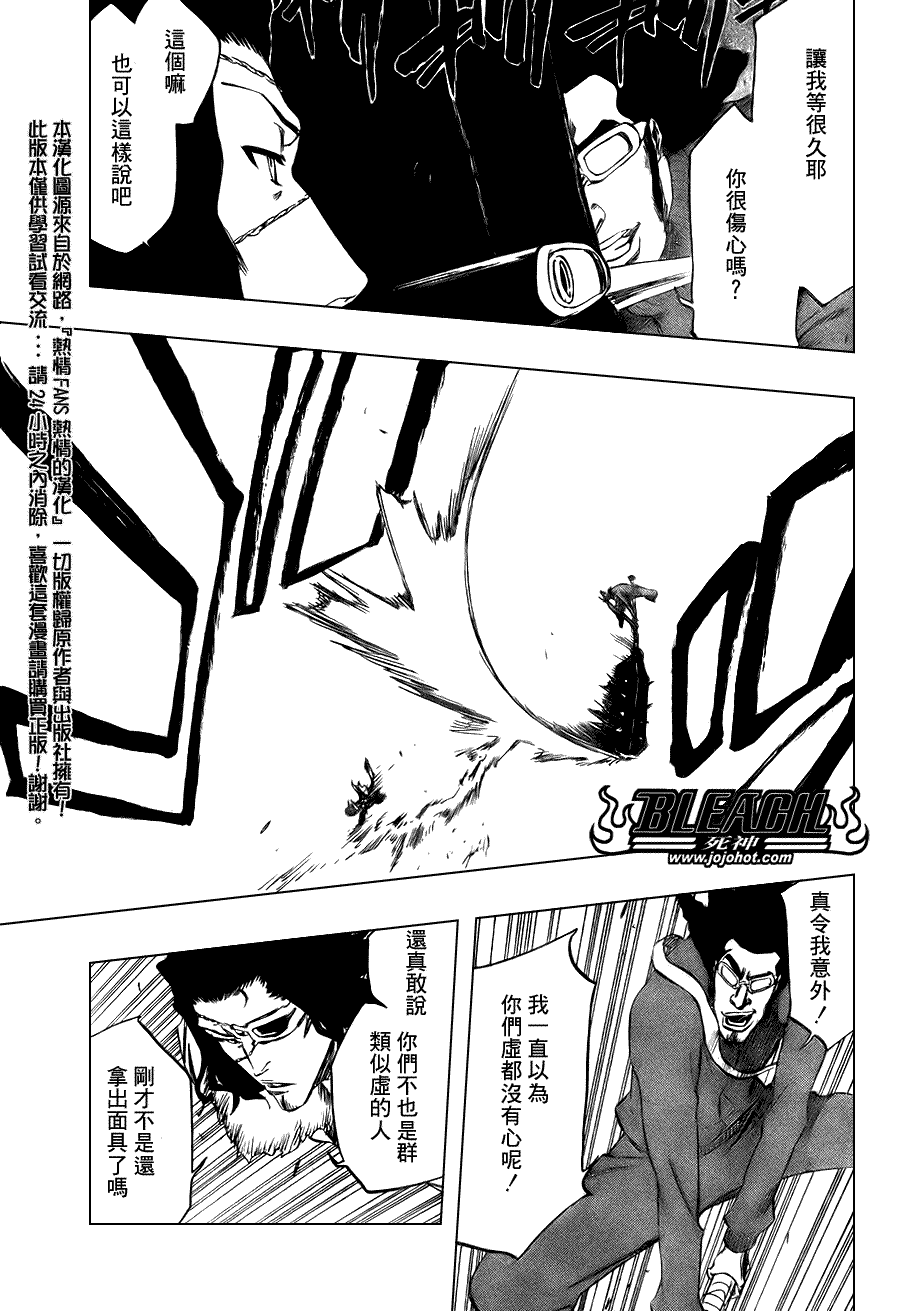 讓我等很久耶
你很傷心嗎？
這個嘛
也可以這樣說吧
本漢化圖源來自於網路，『熱情FANS熱情的漢化』一切版權歸原作者與出版社擁有！
此版本僅供學習試看交流…請24小時之內消除，喜歡這套漫畫請購買正版！謝謝。
BLEACH
死神
www.jojohot.com
真令我意外！
我一直以為
你們虛都沒有心呢！
還真敢說
你們不也是群
類似虛的人
剛才不是還
拿出面具了嗎